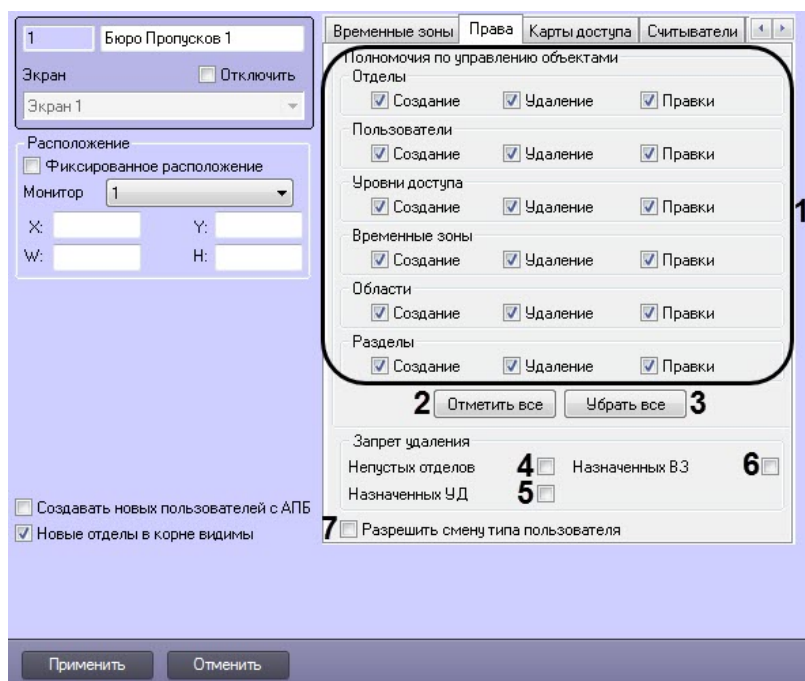 1 Бюро Пропусков 1
Экран Отключить
Экран 1
Расположение
Фиксированное расположение
Монитор 1
X: Y:
W: H:
Создавать новых пользователей с АПБ
Новые отделы в корне видимы
Временные зоны Права Карты доступа Считыватели
Полномочия по управлению объектами
Отделы
Создание Удаление Правки
Пользователи
Создание Удаление Правки
Уровни доступа
Создание Удаление Правки
1
Временные зоны
Создание Удаление Правки
Области
Создание Удаление Правки
Разделы
Создание Удаление Правки
2 Отметить все Убрать все 3
Запрет удаления
Непустых отделов 4 Назначенных ВЗ 6
Назначенных УД 5
7 Разрешить смену типа пользователя
Применить Отменить